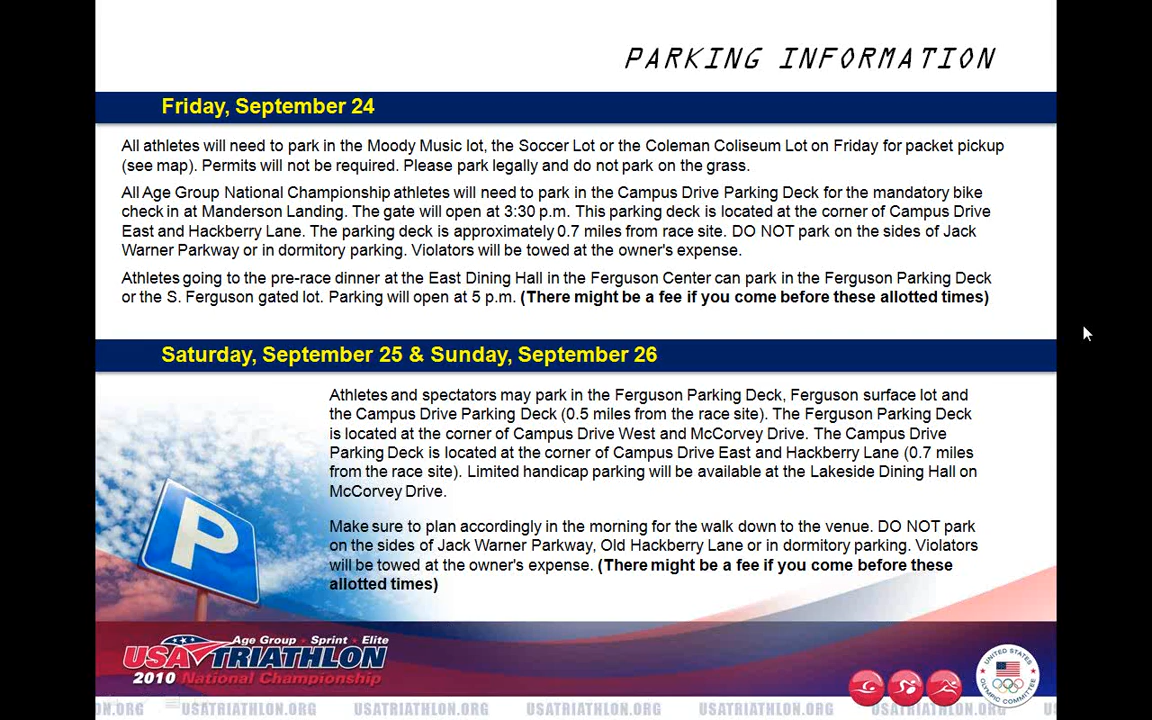 PARKING INFORMATION
Friday, September 24
All athletes will need to park in the Moody Music lot, the Soccer Lot or the Coleman Coliseum Lot on Friday for packet pickup
(see map). Permits will not be required. Please park legally and do not park on the grass.
All Age Group National Championship athletes will need to park in the Campus Drive Parking Deck for the mandatory bike
check in at Manderson Landing. The gate will open at 3:30 p.m. This parking deck is located at the corner of Campus Drive
East and Hackberry Lane. The parking deck is approximately 0.7 miles from race site. DO NOT park on the sides of Jack
Warner Parkway or in dormitory parking. Violators will be towed at the owner's expense.
Athletes going to the pre-race dinner at the East Dining Hall in the Ferguson Center can park in the Ferguson Parking Deck
or the S. Ferguson gated lot. Parking will open at 5 p.m. (There might be a fee if you come before these allotted times)
Saturday, September 25 & Sunday, September 26
Athletes and spectators may park in the Ferguson Parking Deck, Ferguson surface lot and
the Campus Drive Parking Deck (0.5 miles from the race site). The Ferguson Parking Deck
is located at the corner of Campus Drive West and McCorvey Drive. The Campus Drive
Parking Deck is located at the corner of Campus Drive East and Hackberry Lane (0.7 miles
from the race site). Limited handicap parking will be available at the Lakeside Dining Hall on
McCorvey Drive.
Make sure to plan accordingly in the morning for the walk down to the venue. DO NOT park
on the sides of Jack Warner Parkway, Old Hackberry Lane or in dormitory parking. Violators
will be towed at the owner's expense. (There might be a fee if you come before these
allotted times)
P
Age Group Sprint Elite
USA TRIATHLON
2010 National Championship
UNITED STATES
OLYMPIC COMMITTEE
N.ORG USATRIATHLON.ORG USATRIATHLON.ORG USATRIATHLON.ORG USATRIATHLON.ORG USATRIATHLON.ORG